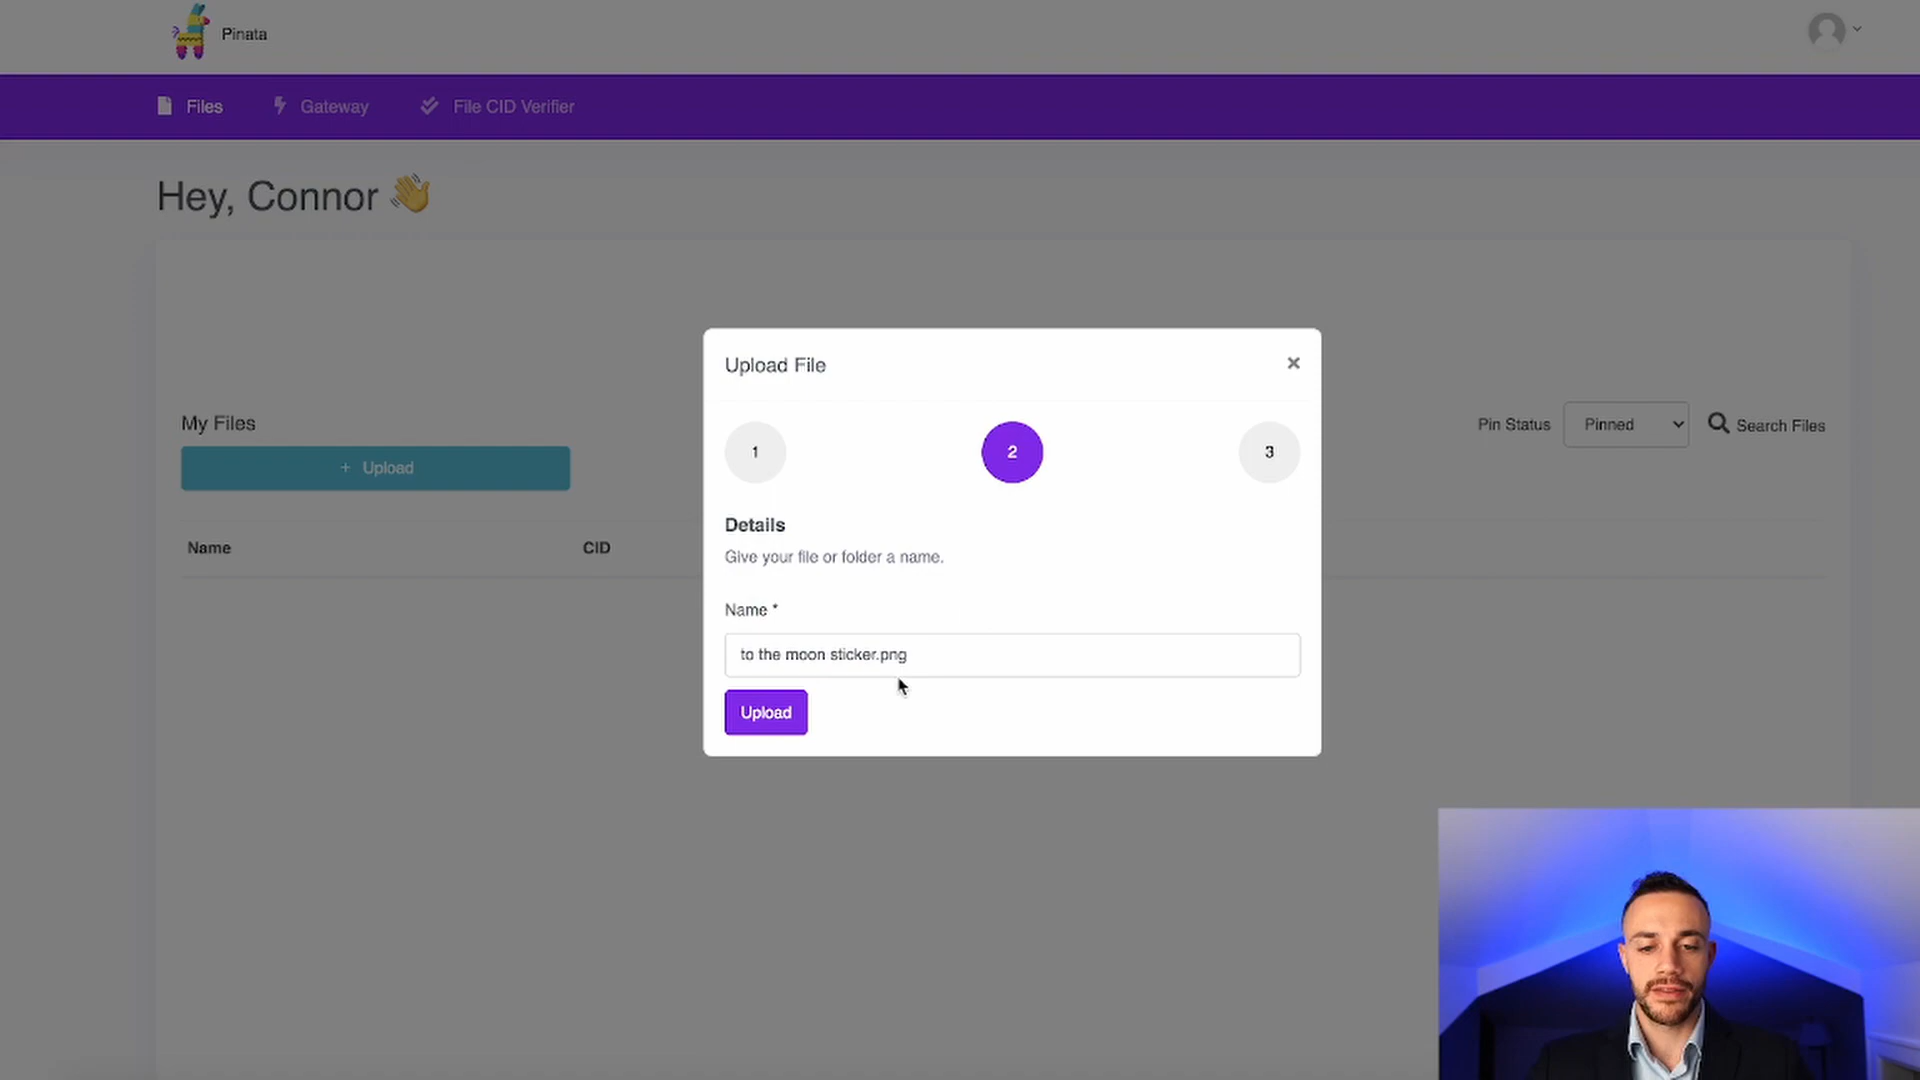 Pinata
Files
Gateway
File CID Verifier
Hey, Connor 👋
My Files
+ Upload
Pin Status
Pinned
Search Files
Name
CID
Upload File
×
1
2
3
Details
Give your file or folder a name.
Name *
to the moon sticker.png
Upload